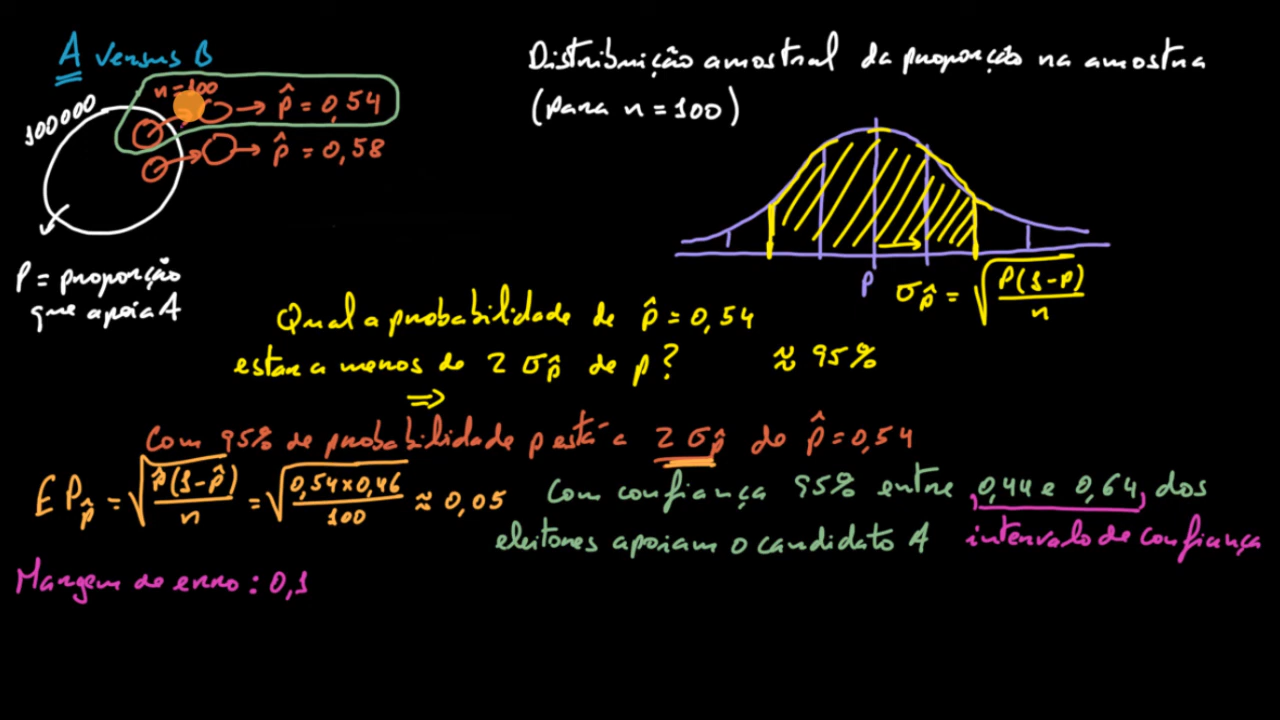 A versus B
n=100
100000
p̂ = 0,54
p̂ = 0,58
P = proporção
que apoia A
Distribuição amostral da proporção na amostra
(para n = 100)
P
σp̂ = √(P(1-P)/n)
Qual a probabilidade de p̂ = 0,54
estar a menos de 2 σp̂ de p? ≈ 95%
⇒
Com 95% de probabilidade p está a 2 σp̂ de p̂ = 0,54
EPp̂ = √(p̂(1-p̂)/n) = √(0,54×0,46/100) ≈ 0,05
Com confiança 95% entre 0,44 e 0,64, dos
eleitores apoiam o candidato A
intervalo de confiança
Margem de erro: 0,1